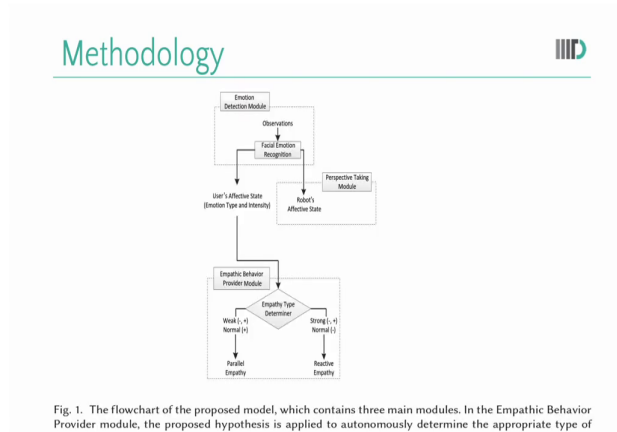 Methodology
IIITD
Emotion
Detection Module
Observations
Facial Emotion
Recognition
Perspective Taking
Module
User's Affective State
(Emotion Type and Intensity)
Robot's
Affective State
Empathic Behavior
Provider Module
Empathy Type
Determiner
Weak (-, +)
Normal (+)
Strong (-, +)
Normal (-)
Parallel
Empathy
Reactive
Empathy
Fig. 1. The flowchart of the proposed model, which contains three main modules. In the Empathic Behavior
Provider module, the proposed hypothesis is applied to autonomously determine the appropriate type of